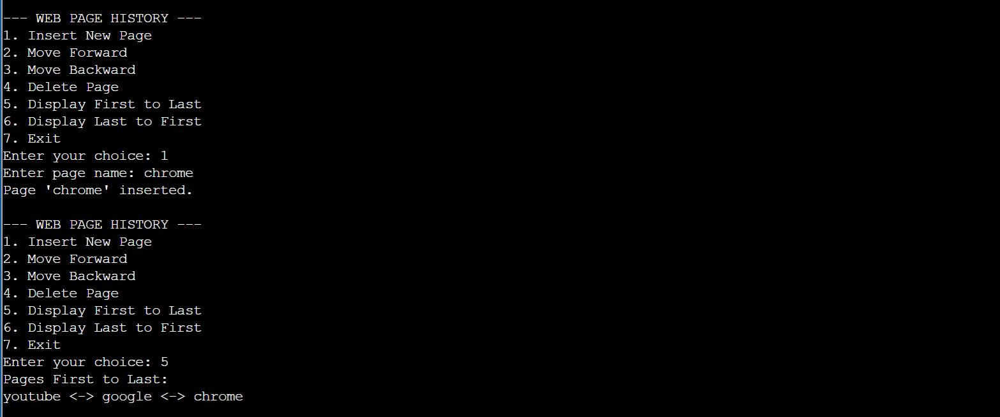 --- WEB PAGE HISTORY ---
1. Insert New Page
2. Move Forward
3. Move Backward
4. Delete Page
5. Display First to Last
6. Display Last to First
7. Exit
Enter your choice: 1
Enter page name: chrome
Page 'chrome' inserted.

--- WEB PAGE HISTORY ---
1. Insert New Page
2. Move Forward
3. Move Backward
4. Delete Page
5. Display First to Last
6. Display Last to First
7. Exit
Enter your choice: 5
Pages First to Last:
youtube <-> google <-> chrome